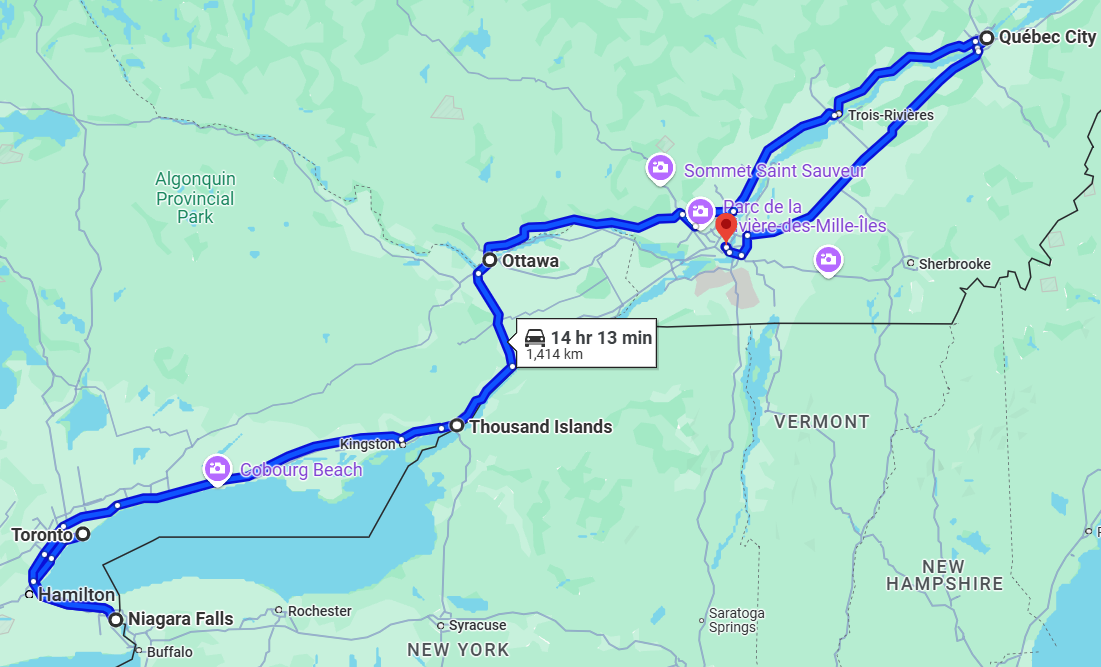 Québec City
Trois-Rivières
Sommet Saint Sauveur
Algonquin
Provincial
Park
Parc de la
vière-des-Mille-Îles
Ottawa
Sherbrooke
14 hr 13 min
1,414 km
VERMONT
Thousand Islands
Kingston
Cobourg Beach
Toronto
NEW
HAMPSHIRE
Hamilton
Niagara Falls
Rochester
Saratoga
Springs
Syracuse
NEW YORK
Buffalo